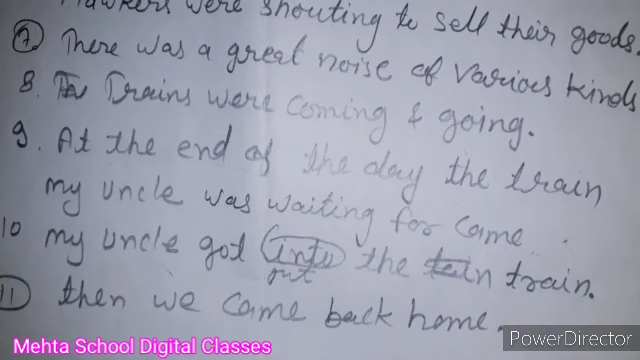 Hawkers were shouting to sell their goods.
7. There was a great noise of various kinds
8. Trains were coming & going.
9. At the end of the day the train
my uncle was waiting for came.
10 my uncle got into the train.
out
11 then we came back home.
Mehta School Digital Classes
PowerDirector